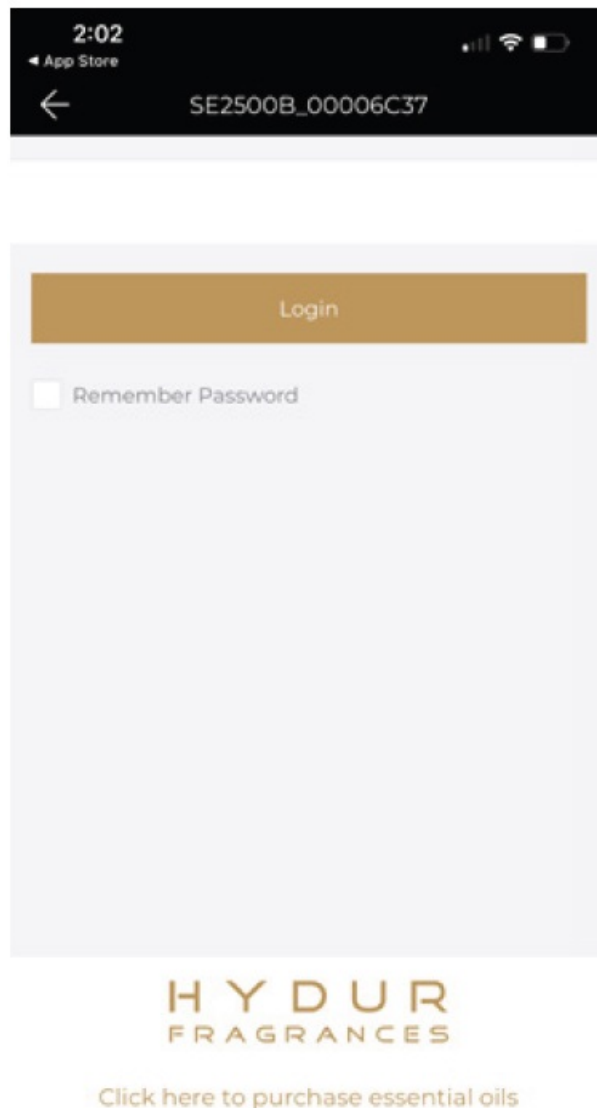 2:02
◀ App Store
SE2500B_00006C37
Login
Remember Password
HYDUR
FRAGRANCES
Click here to purchase essential oils